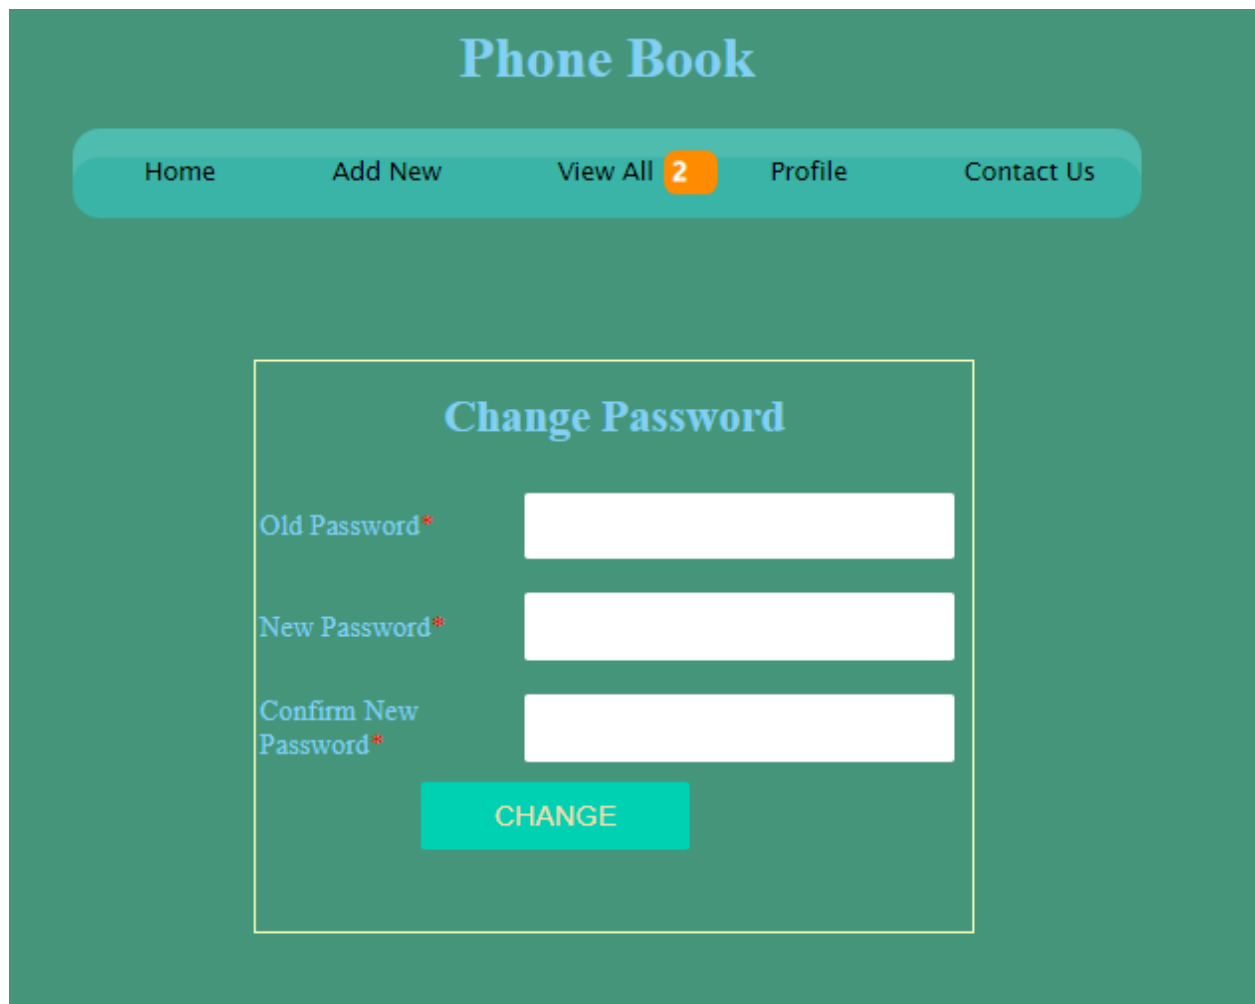 Phone Book
Home Add New View All 2 Profile Contact Us
Change Password
Old Password*
New Password*
Confirm New
Password*
CHANGE